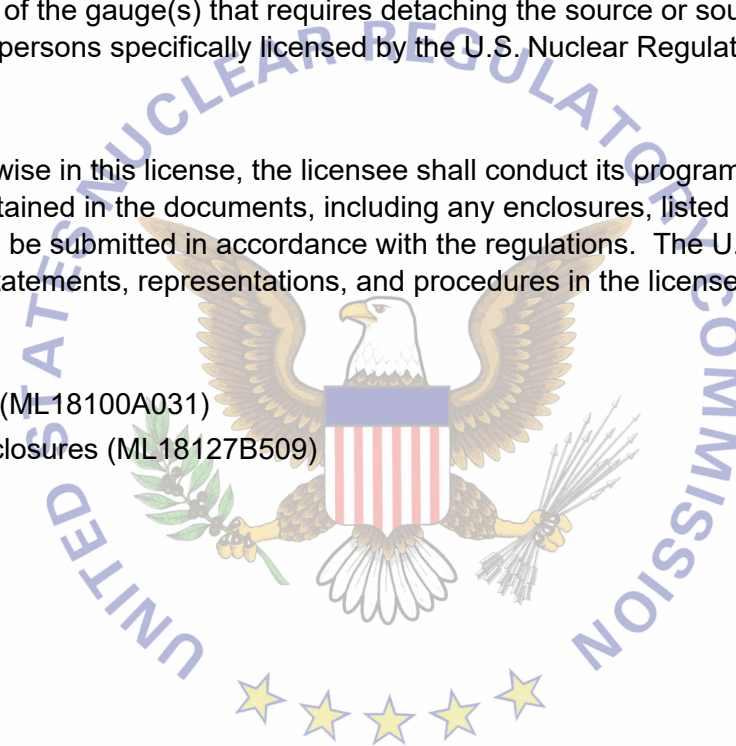 of the gauge(s) that requires detaching the source or sou
persons specifically licensed by the U.S. Nuclear Regulat
wise in this license, the licensee shall conduct its program
tained in the documents, including any enclosures, listed
be submitted in accordance with the regulations. The U.
tatements, representations, and procedures in the license
(ML18100A031)
closures (ML18127B509)
UNITED STATES NUCLEAR REGULATORY COMMISSION